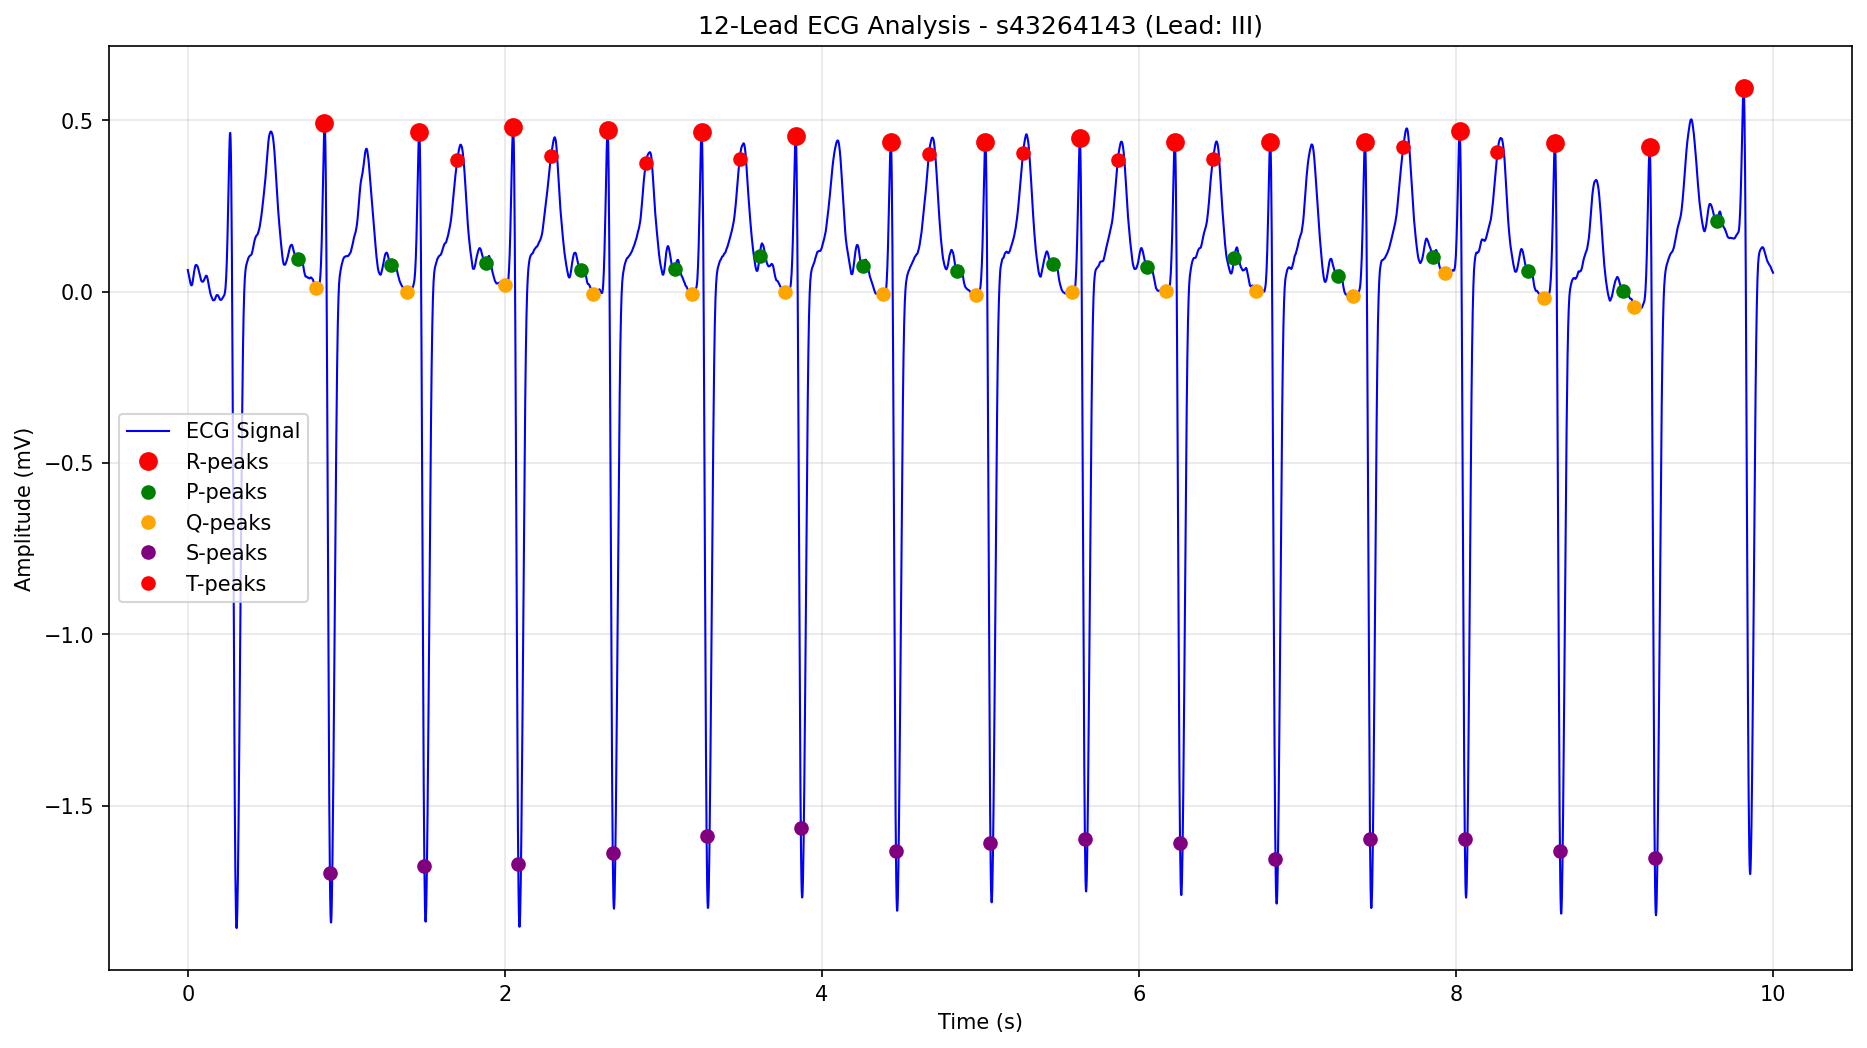 12-Lead ECG Analysis - s43264143 (Lead: III)
0.5
0.0
−0.5
−1.0
−1.5
Amplitude (mV)
ECG Signal
R-peaks
P-peaks
Q-peaks
S-peaks
T-peaks
0
2
4
6
8
10
Time (s)